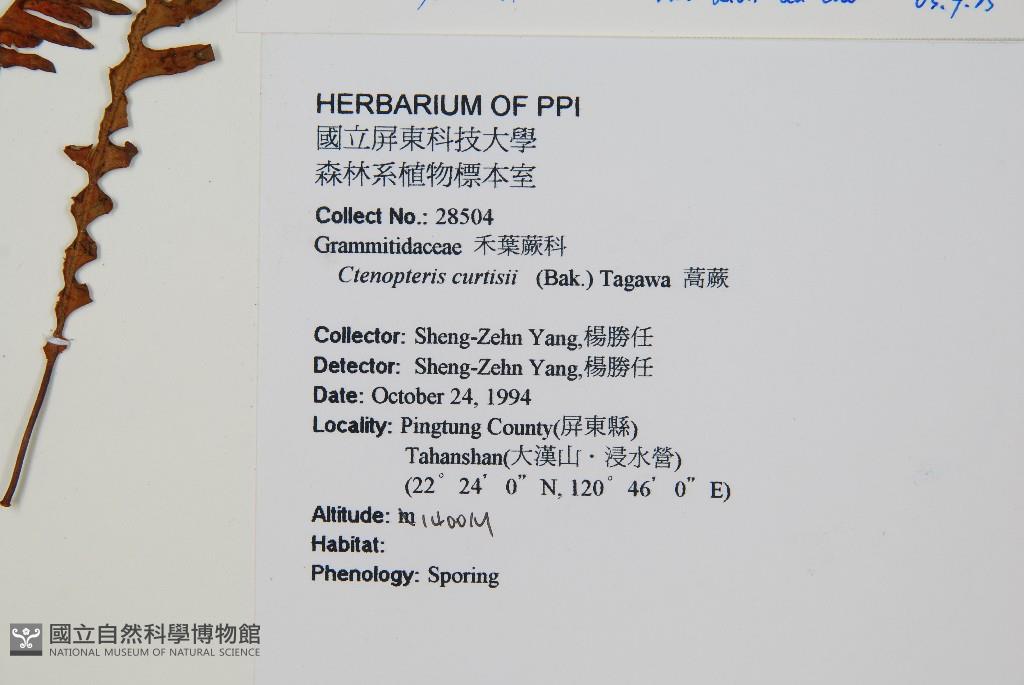 05.9.15
HERBARIUM OF PPI
國立屏東科技大學
森林系植物標本室
Collect No.: 28504
Grammitidaceae 禾葉蕨科
Ctenopteris curtisii (Bak.) Tagawa 蒿蕨
Collector: Sheng-Zehn Yang,楊勝任
Detector: Sheng-Zehn Yang,楊勝任
Date: October 24, 1994
Locality: Pingtung County(屏東縣)
Tahanshan(大漢山‧浸水營)
(22° 24' 0" N, 120° 46' 0" E)
Altitude: m 1400M
Habitat:
Phenology: Sporing
國立自然科學博物館
NATIONAL MUSEUM OF NATURAL SCIENCE